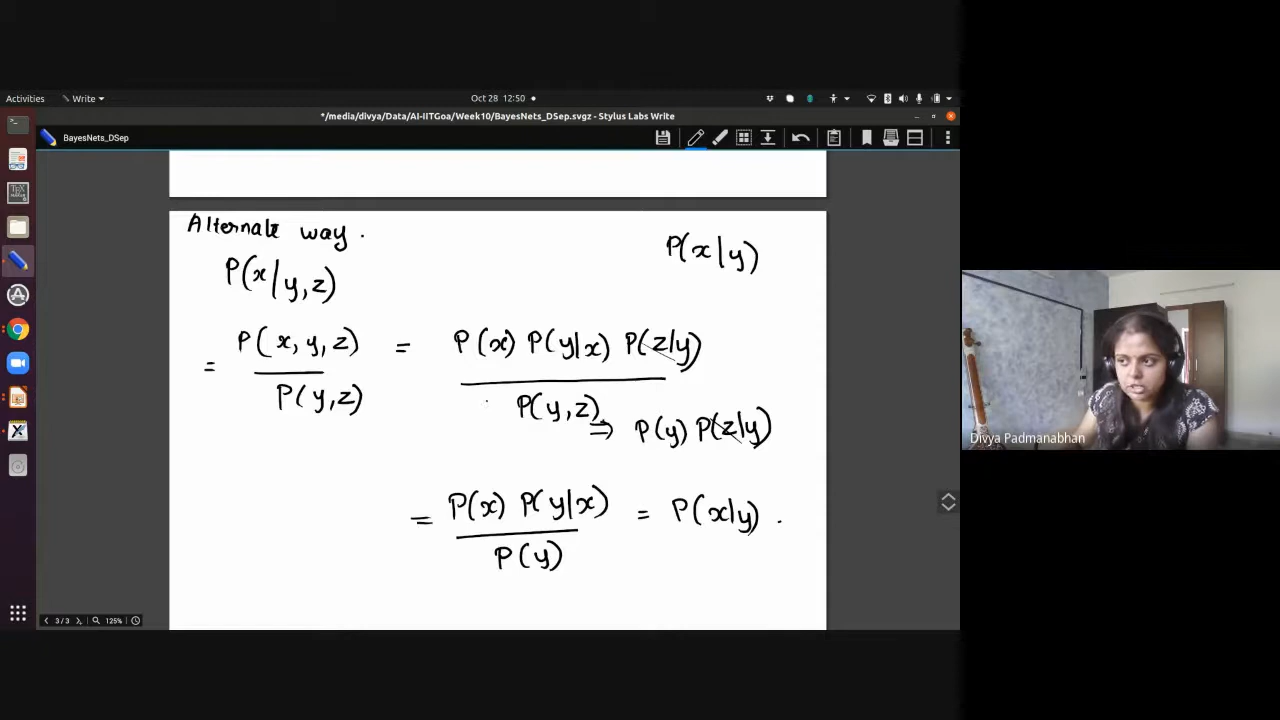 Activities Write ▾ Oct 28 12:50
*/media/divya/Data/AI-IITGoa/Week10/BayesNets_DSep.svgz - Stylus Labs Write
BayesNets_DSep
Alternate way.
P(x|y)
P(x|y,z)
= P(x,y,z) / P(y,z) = P(x) P(y|x) P(z|y) / P(y,z) ⇒ P(y) P(z|y)
= P(x) P(y|x) / P(y) = P(x|y).
Divya Padmanabhan
3/3 125%